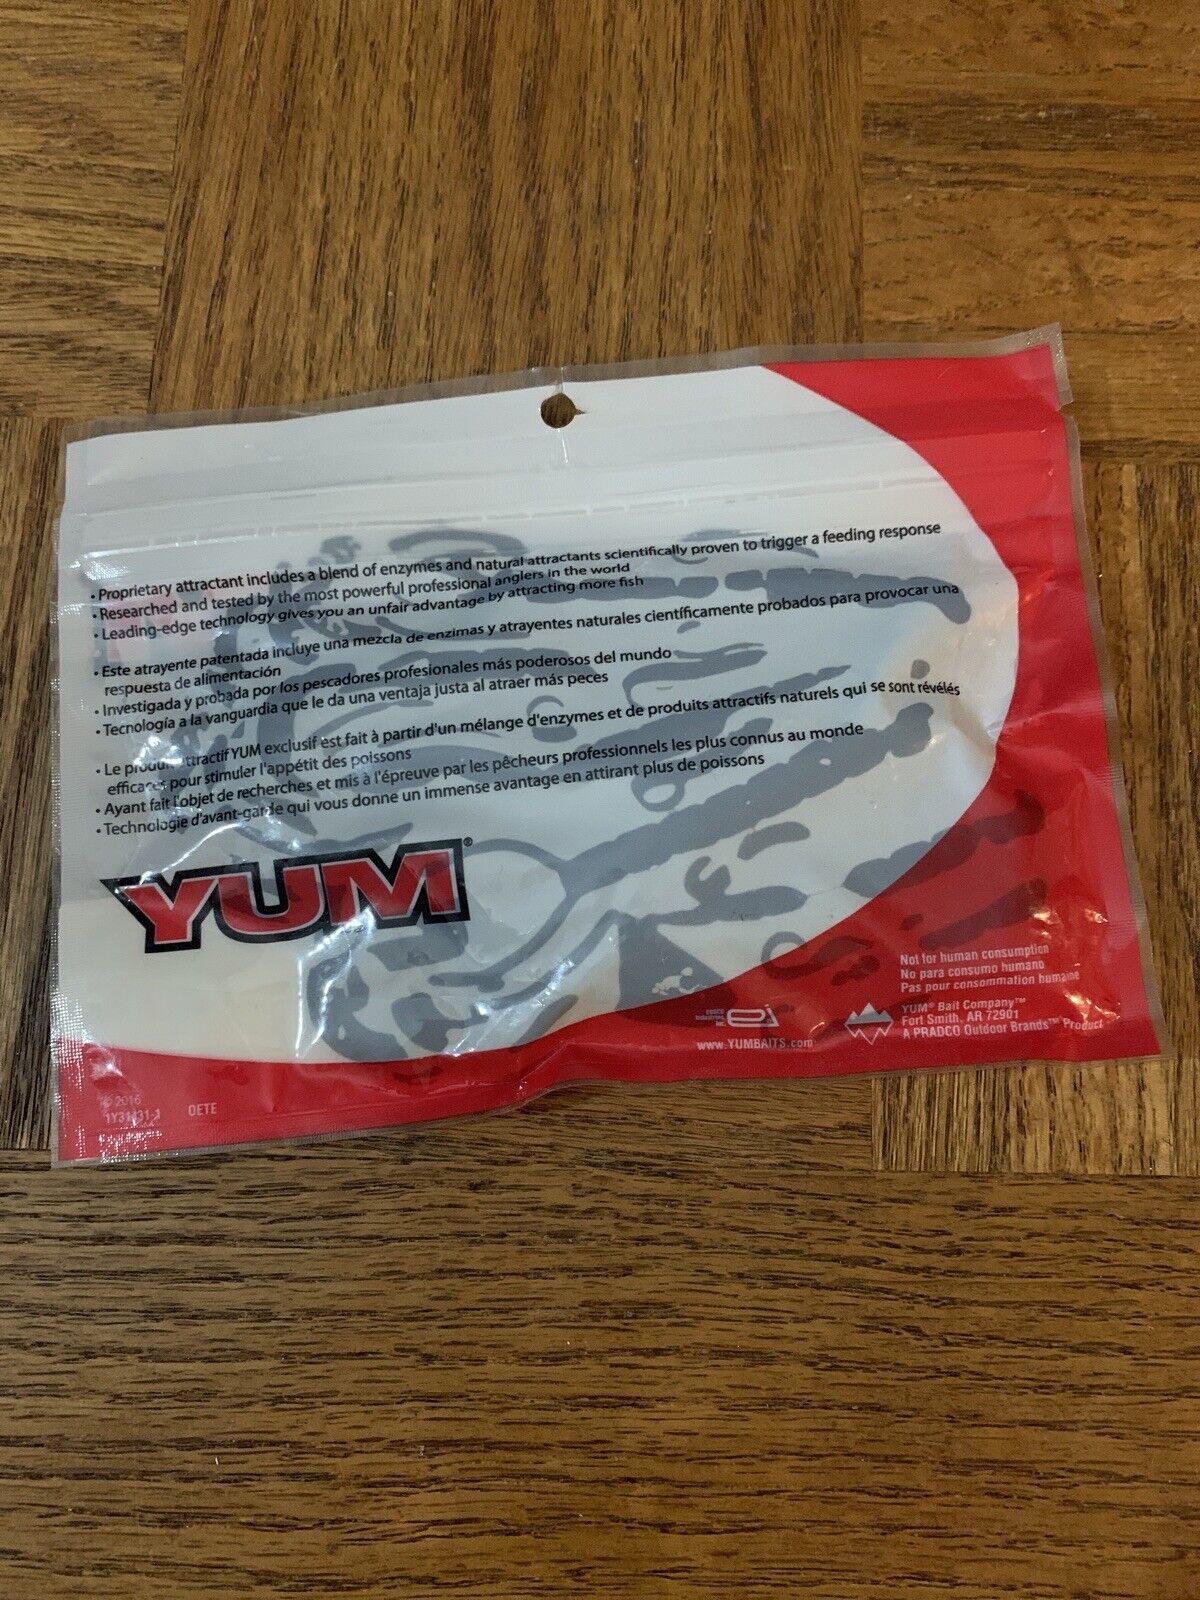 • Proprietary attractant includes a blend of enzymes and natural attractants scientifically proven to trigger a feeding response
• Researched and tested by the most powerful professional anglers in the world
• Leading-edge technology gives you an unfair advantage by attracting more fish
• Este atrayente patentada incluye una mezcla de enzimas y atrayentes naturales científicamente probados para provocar una
respuesta de alimentación
• Investigada y probada por los pescadores profesionales más poderosos del mundo
• Tecnología a la vanguardia que le da una ventaja justa al atraer más peces
• Le produit attractif YUM exclusif est fait à partir d'un mélange d'enzymes et de produits attractifs naturels qui se sont révélés
efficaces pour stimuler l'appétit des poissons
• Ayant fait l'objet de recherches et mis à l'épreuve par les pêcheurs professionnels les plus connus au monde
• Technologie d'avant-garde qui vous donne un immense avantage en attirant plus de poissons
YUM®
Not for human consumption
No para consumo humano
Pas pour consommation humaine
EBSCO
Industries,
INC
YUM® Bait Company™
Fort Smith, AR 72901
A PRADCO Outdoor Brands™ Product
www.YUMBAITS.com
© 2016
OETE